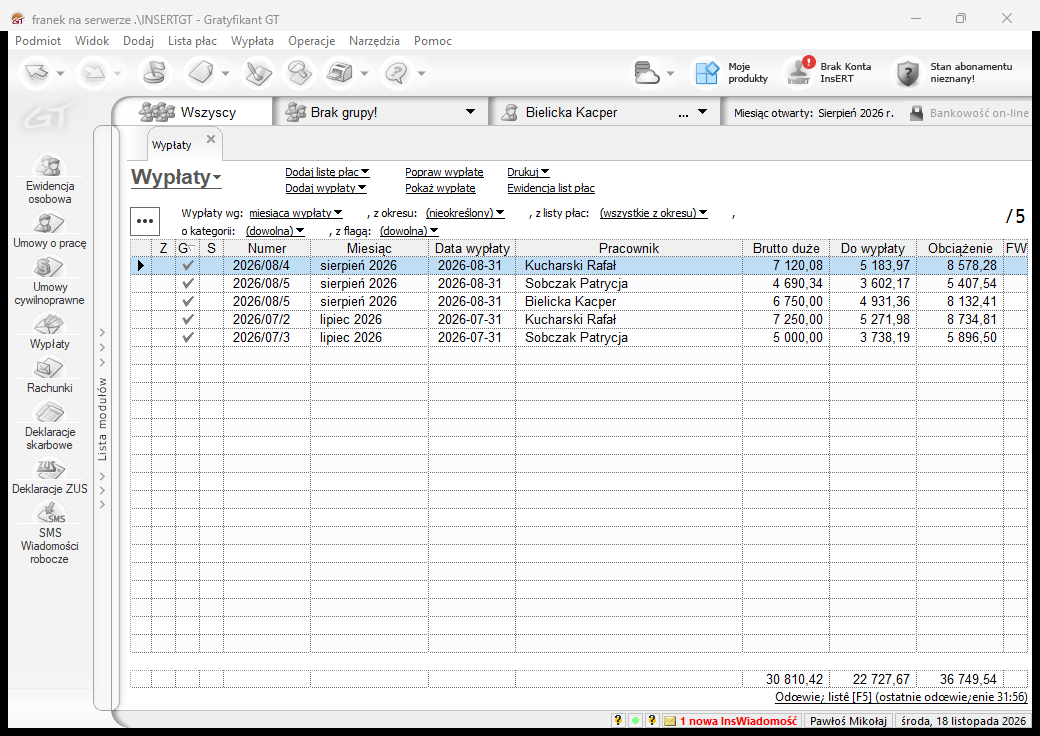 franek na serwerze .\INSERTGT - Gratyfikant GT
Podmiot Widok Dodaj Lista płac Wypłata Operacje Narzędzia Pomoc
Moje produkty
Brak Konta InsERT
Stan abonamentu nieznany!
Wszyscy Brak grupy! Bielicka Kacper ... Miesiąc otwarty: Sierpień 2026 r. Bankowość on-line
GT
Ewidencja osobowa
Umowy o pracę
Umowy cywilnoprawne
Wypłaty
Rachunki
Deklaracje skarbowe
Deklaracje ZUS
SMS Wiadomości robocze
Lista modułów
Wypłaty
Wypłaty
Dodaj listę płac Popraw wypłatę Drukuj
Dodaj wypłaty Pokaż wypłatę Ewidencja list płac
Wypłaty wg: miesiaca wypłaty , z okresu: (nieokreślony) , z listy płac: (wszystkie z okresu) ,
o kategorii: (dowolna) , z flagą: (dowolna)
/5
Z G S Numer Miesiąc Data wypłaty Pracownik Brutto duże Do wypłaty Obciążenie FW
2026/08/4 sierpień 2026 2026-08-31 Kucharski Rafał 7 120,08 5 183,97 8 578,28
2026/08/5 sierpień 2026 2026-08-31 Sobczak Patrycja 4 690,34 3 602,17 5 407,54
2026/08/5 sierpień 2026 2026-08-31 Bielicka Kacper 6 750,00 4 931,36 8 132,41
2026/07/2 lipiec 2026 2026-07-31 Kucharski Rafał 7 250,00 5 271,98 8 734,81
2026/07/3 lipiec 2026 2026-07-31 Sobczak Patrycja 5 000,00 3 738,19 5 896,50
30 810,42 22 727,67 36 749,54
Odœwie¿ listê [F5] (ostatnie odœwie¿enie 31:56)
1 nowa InsWiadomość Pawłoś Mikołaj środa, 18 listopada 2026